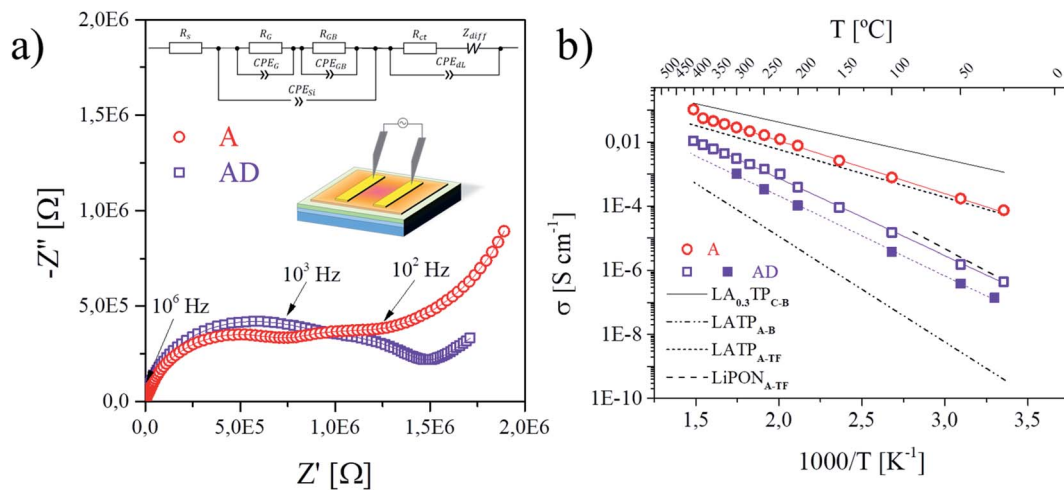 a)
2,0E6
1,5E6
1,0E6
5,0E5
0,0
-Z'' [Ω]
R_s
R_G
R_GB
R_ct
Z_diff
CPE_G
CPE_GB
CPE_dL
CPE_Si
A
AD
10^6 Hz
10^3 Hz
10^2 Hz
0,0
5,0E5
1,0E6
1,5E6
2,0E6
Z' [Ω]
b)
T [ºC]
500 450 400 350 300 250 200 150 100 50 0
0,01
1E-4
1E-6
1E-8
1E-10
σ [S cm^-1]
A
AD
LA_0.3TP_C-B
LATP_A-B
LATP_A-TF
LiPON_A-TF
1,5 2,0 2,5 3,0 3,5
1000/T [K^-1]